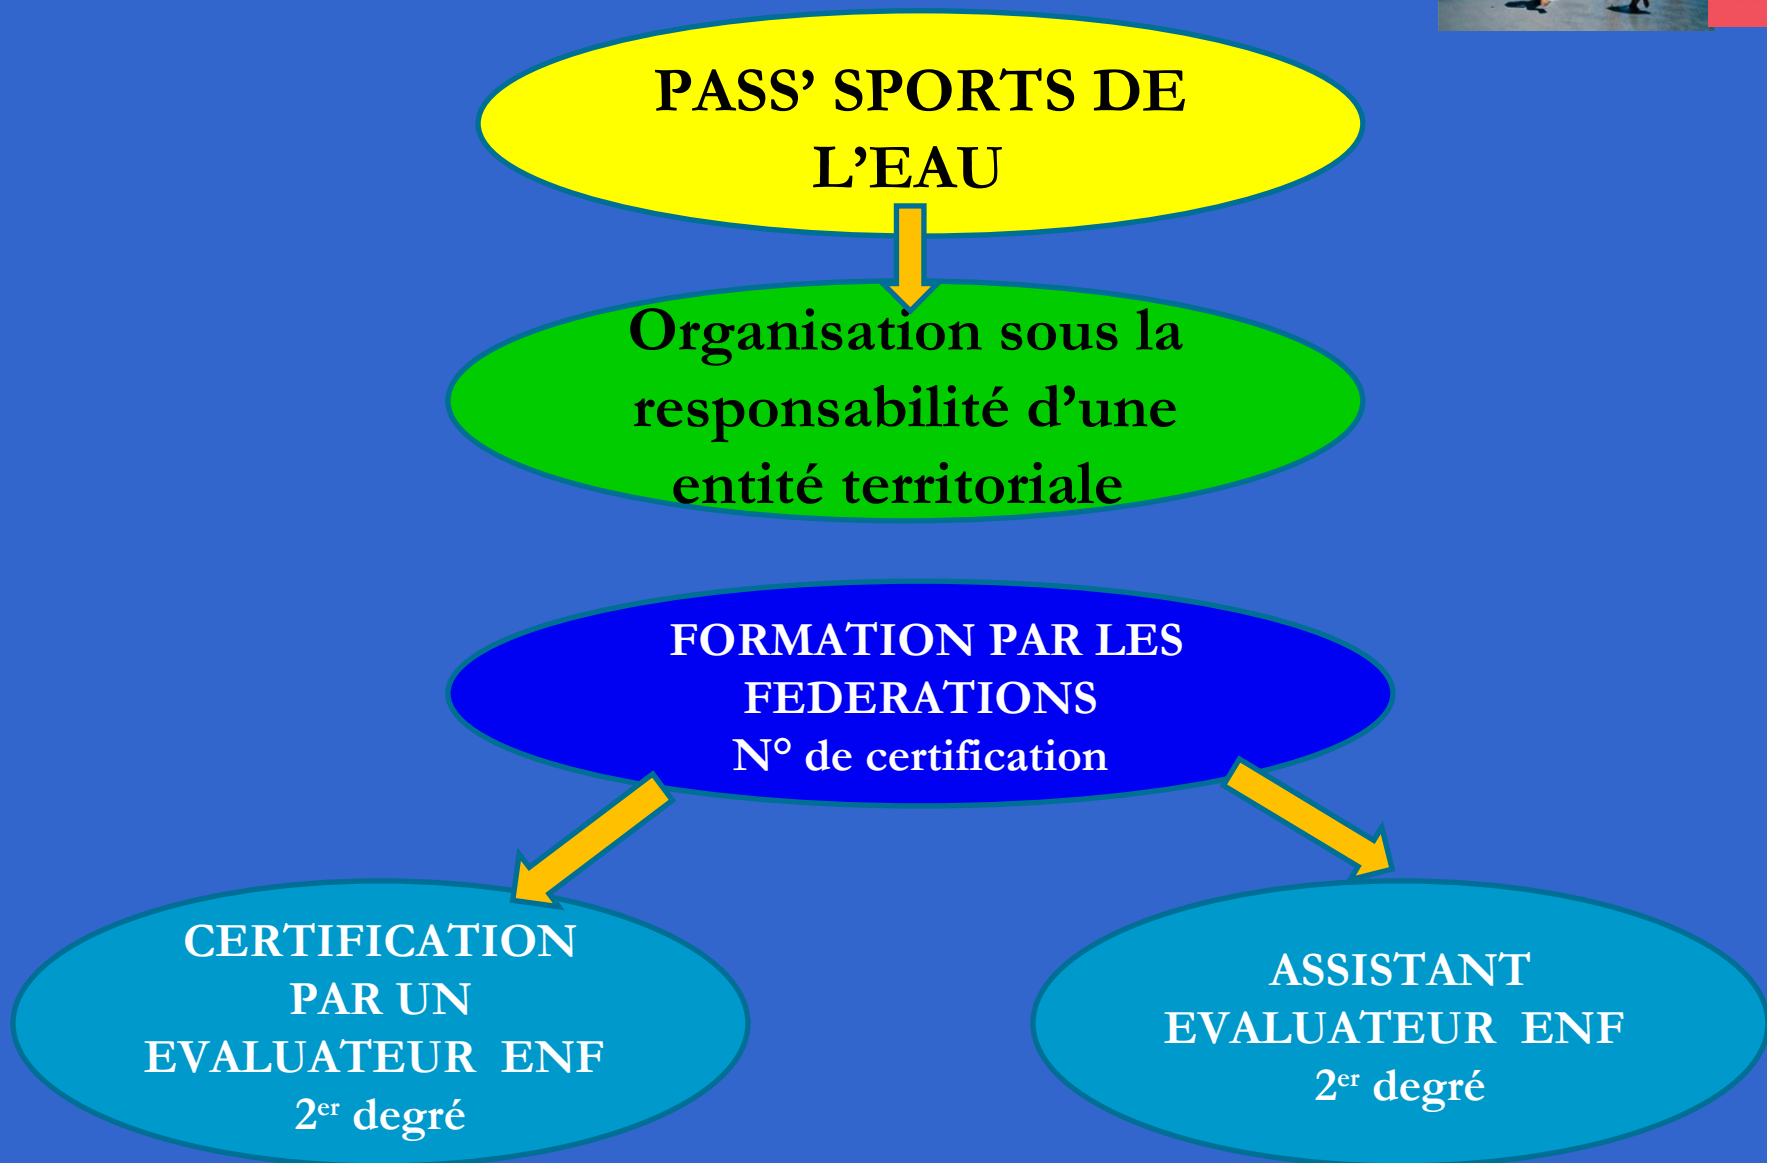 PASS’ SPORTS DE
L’EAU
Organisation sous la
responsabilité d’une
entité territoriale
FORMATION PAR LES
FEDERATIONS
N° de certification
CERTIFICATION
PAR UN
EVALUATEUR ENF
2er degré
ASSISTANT
EVALUATEUR ENF
2er degré